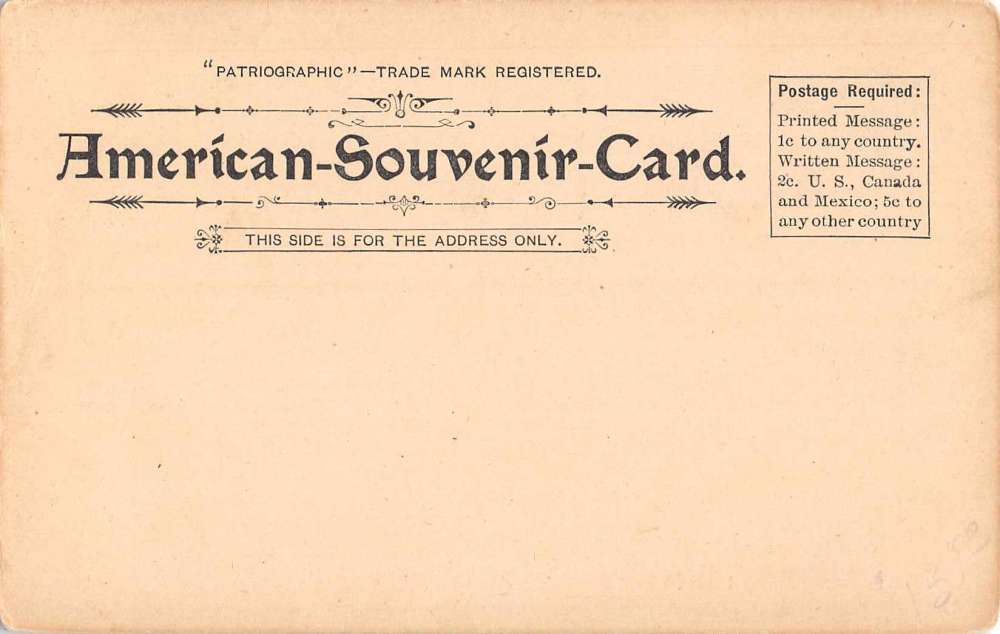 "PATRIOGRAPHIC"—TRADE MARK REGISTERED.
American-Souvenir-Card.
THIS SIDE IS FOR THE ADDRESS ONLY.
Postage Required:
Printed Message:
1c to any country.
Written Message:
2c. U. S., Canada
and Mexico; 5c to
any other country